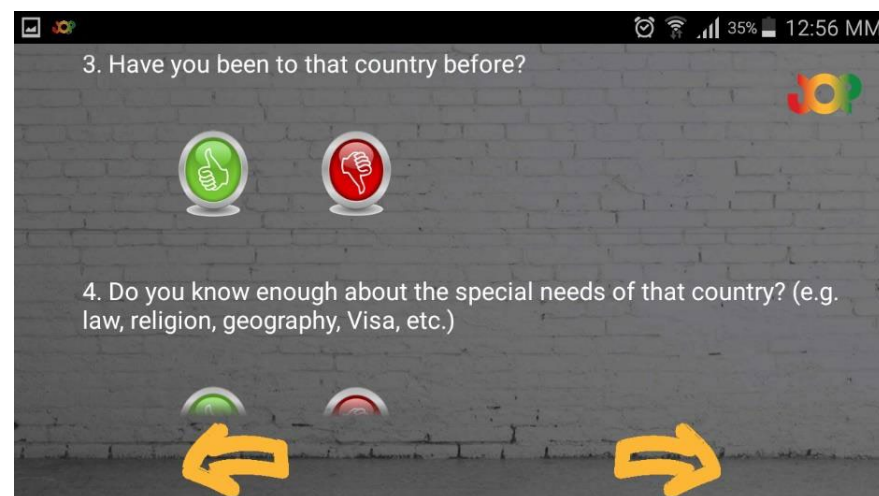 35% 12:56 MM
3. Have you been to that country before?
JOP
4. Do you know enough about the special needs of that country? (e.g.
law, religion, geography, Visa, etc.)